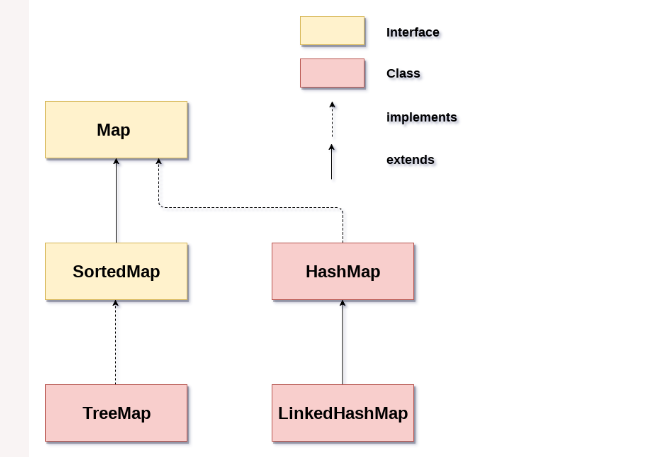 Interface
Class
implements
extends
Map
SortedMap
HashMap
TreeMap
LinkedHashMap